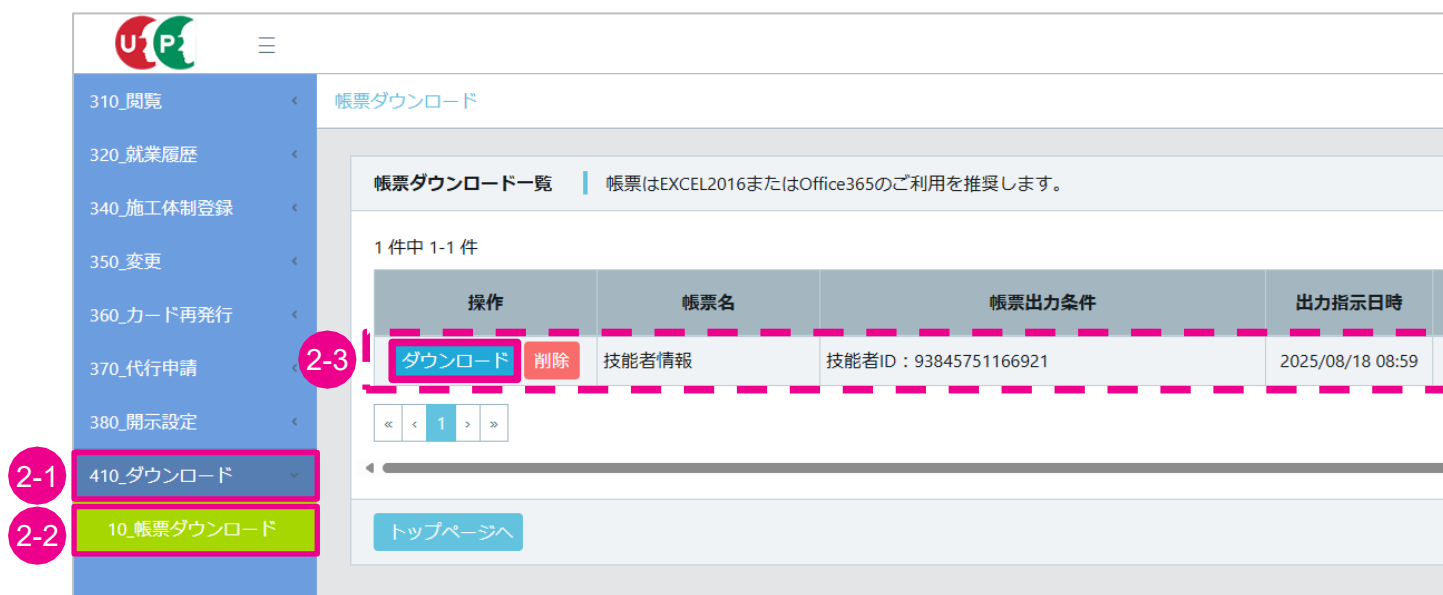 UP
310_閲覧
帳票ダウンロード
320_就業履歴
帳票ダウンロード一覧 帳票はEXCEL2016またはOffice365のご利用を推奨します。
340_施工体制登録
1 件中 1-1 件
350_変更
操作 帳票名 帳票出力条件 出力指示日時
360_カード再発行
2-3 ダウンロード 削除 技能者情報 技能者ID：93845751166921 2025/08/18 08:59
370_代行申請
380_開示設定
« ‹ 1 › »
2-1 410_ダウンロード
2-2 10_帳票ダウンロード
トップページへ